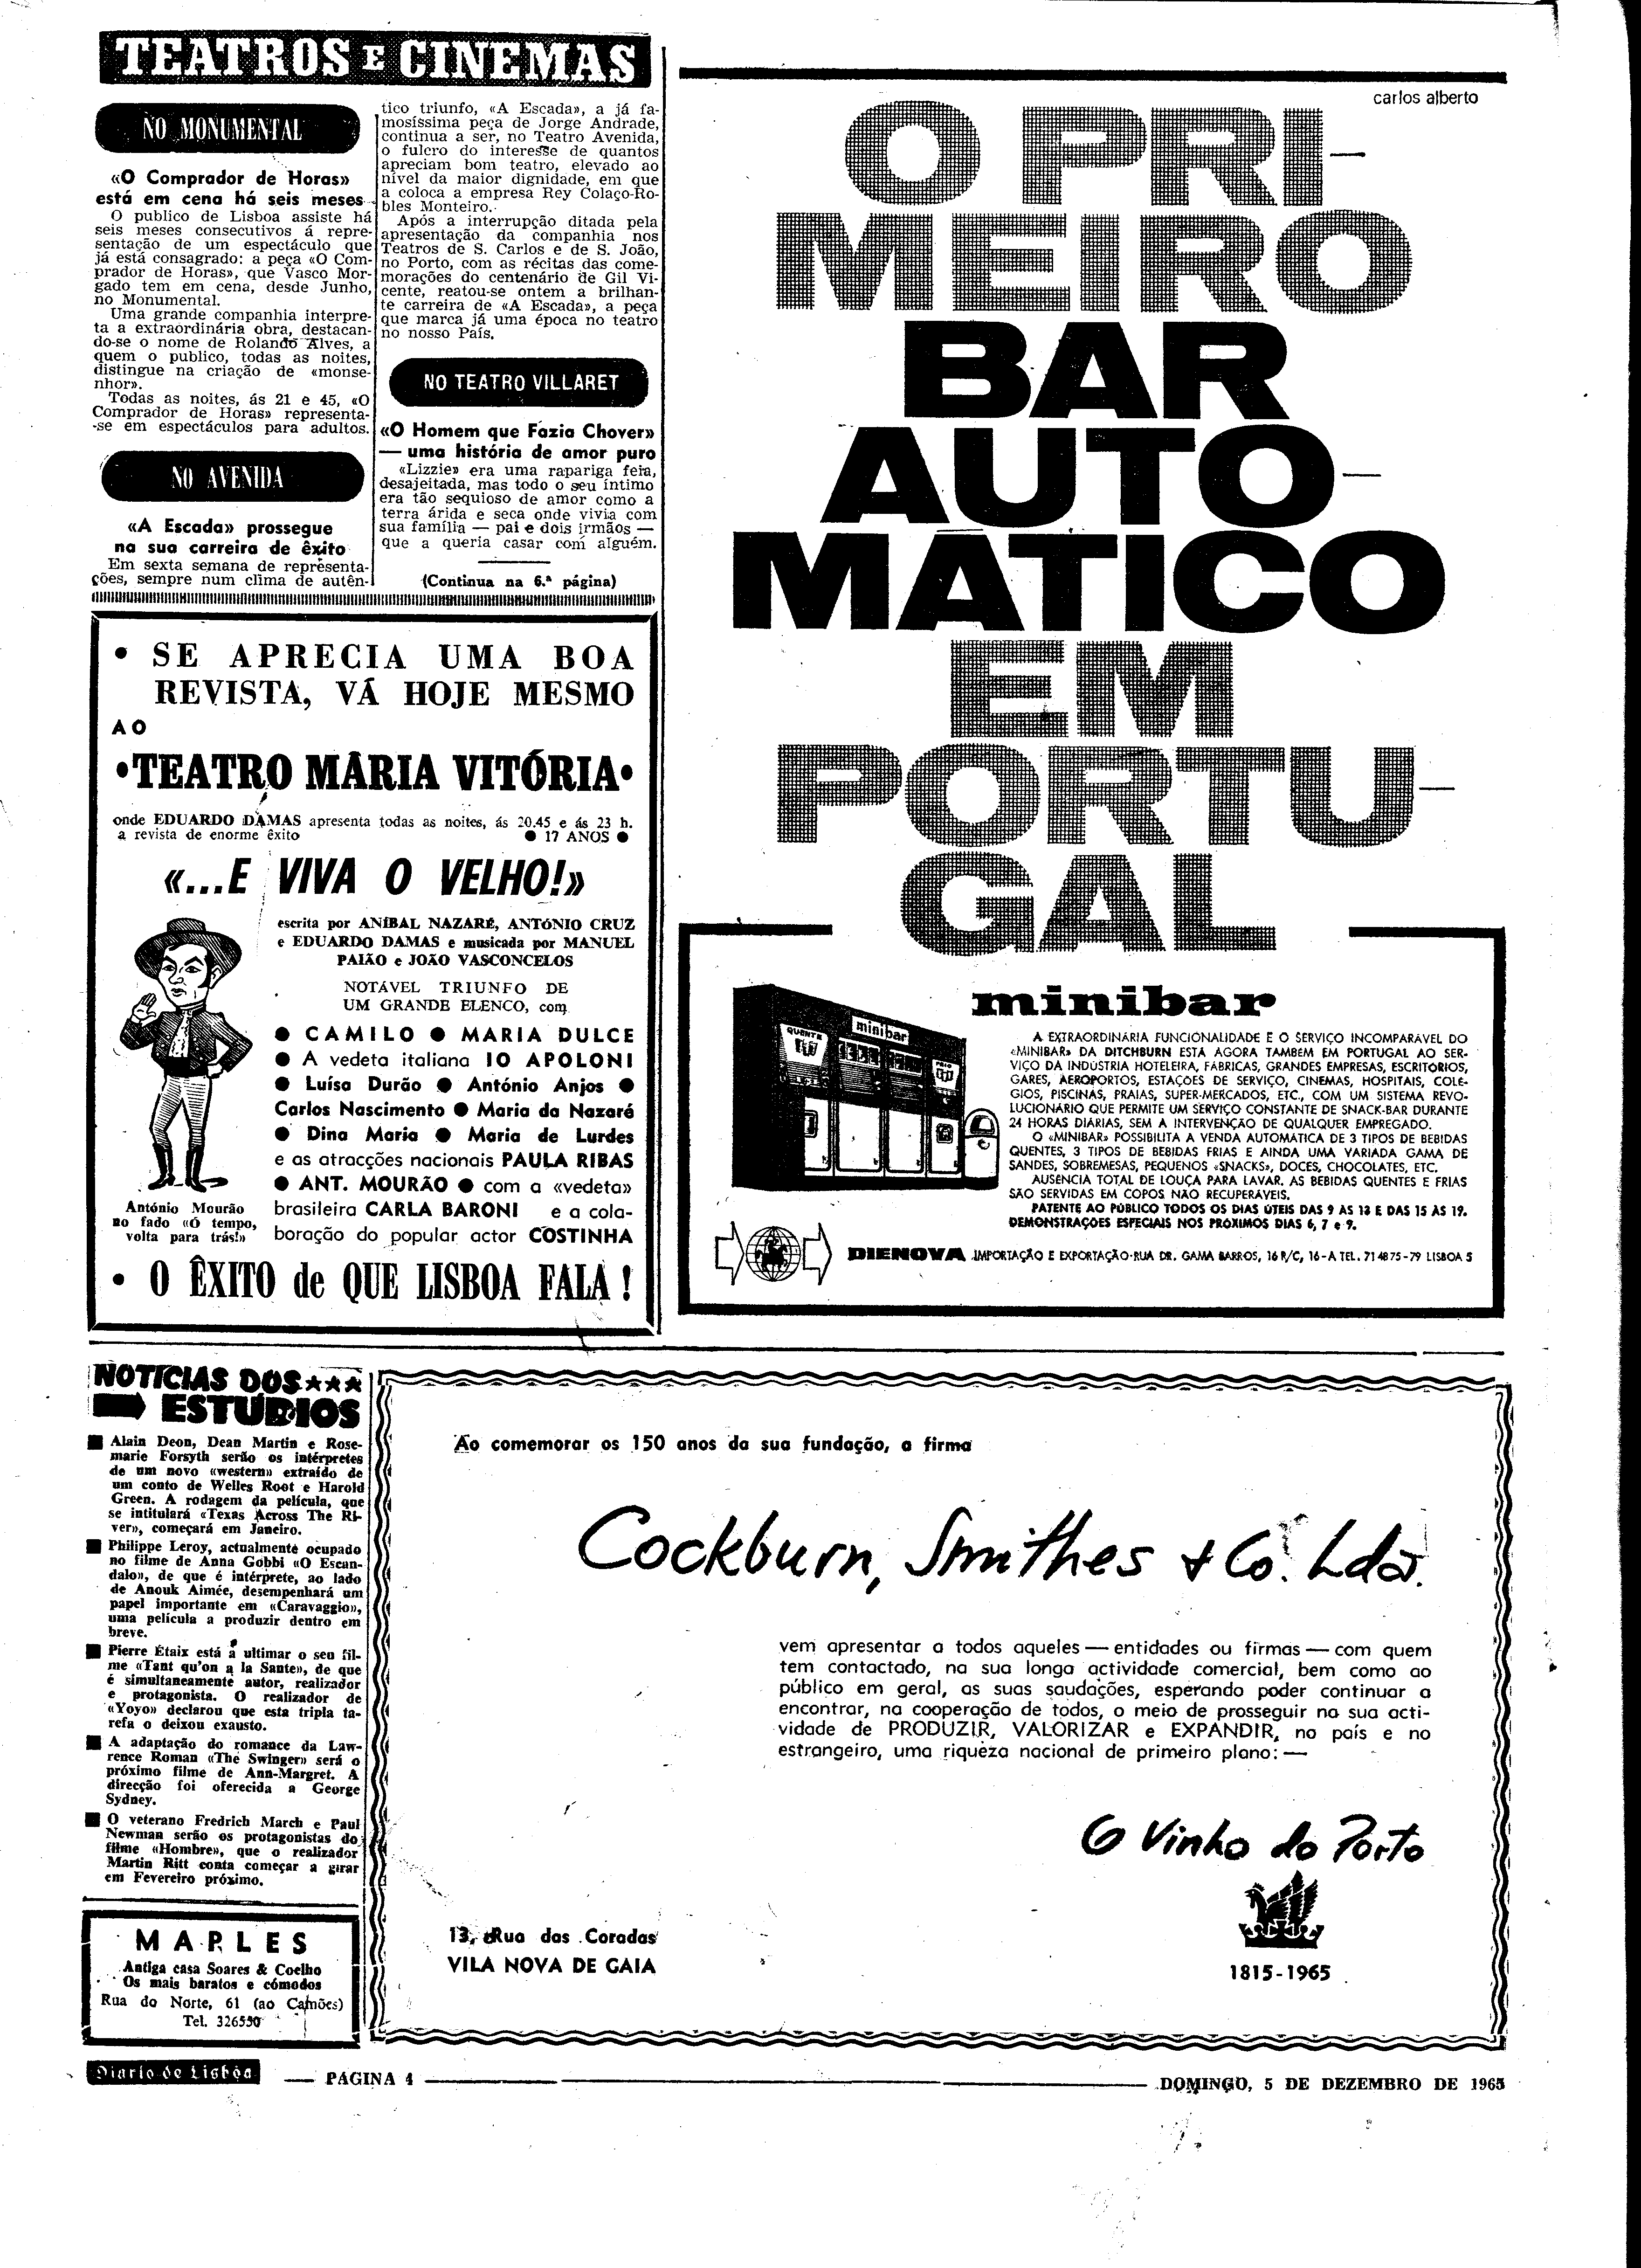 TEATROS E CINEMAS
NO MONUMENTAL
«O Comprador de Horas»
está em cena há seis meses
O publico de Lisboa assiste há
seis meses consecutivos á repre-
sentação de um espectáculo que
já está consagrado: a peça «O Com-
prador de Horas», que Vasco Mor-
gado tem em cena, desde Junho,
no Monumental.
Uma grande companhia interpre-
ta a extraordinária obra, destacan-
do-se o nome de Rolando Alves, a
quem o publico, todas as noites,
distingue na criação de «monse-
nhor».
Todas as noites, ás 21 e 45, «O
Comprador de Horas» representa-
-se em espectáculos para adultos.
NO AVENIDA
«A Escada» prossegue
na sua carreira de êxito
Em sexta semana de representa-
ções, sempre num clima de autên-
tico triunfo, «A Escada», a já fa-
mosíssima peça de Jorge Andrade,
continua a ser, no Teatro Avenida,
o fulcro do interesse de quantos
apreciam bom teatro, elevado ao
nível da maior dignidade, em que
a coloca a empresa Rey Colaço-Ro-
bles Monteiro.
Após a interrupção ditada pela
apresentação da companhia nos
Teatros de S. Carlos e de S. João,
no Porto, com as récitas das come-
morações do centenário de Gil Vi-
cente, reatou-se ontem a brilhan-
te carreira de «A Escada», a peça
que marca já uma época no teatro
no nosso País.
NO TEATRO VILLARET
«O Homem que Fazia Chover»
— uma história de amor puro
«Lizzie» era uma rapariga feia,
desajeitada, mas todo o seu íntimo
era tão sequioso de amor como a
terra árida e seca onde vivia com
sua família — pai e dois irmãos —
que a queria casar com alguém.
(Continua na 6.ª página)
• SE APRECIA UMA BOA
REVISTA, VÁ HOJE MESMO
AO
•TEATRO MARIA VITÓRIA•
onde EDUARDO DAMAS apresenta todas as noites, ás 20.45 e ás 23 h.
a revista de enorme êxito ● 17 ANOS ●
«...E VIVA O VELHO!»
escrita por ANÍBAL NAZARÉ, ANTÓNIO CRUZ
e EDUARDO DAMAS e musicada por MANUEL
PAIÃO e JOÃO VASCONCELOS
NOTÁVEL TRIUNFO DE
UM GRANDE ELENCO, com
● CAMILO ● MARIA DULCE
● A vedeta italiana IO APOLONI
● Luísa Durão ● António Anjos ●
Carlos Nascimento ● Maria da Nazaré
● Dina Maria ● Maria de Lurdes
e as atracções nacionais PAULA RIBAS
● ANT. MOURÃO ● com a «vedeta»
brasileira CARLA BARONI e a cola-
boração do popular actor COSTINHA
António Mourão
no fado «Ó tempo,
volta para trás!»
• O ÊXITO de QUE LISBOA FALA!
carlos alberto
O PRI-
MEIRO
BAR
AUTO-
MÁTICO
EM
PORTU-
GAL
QUENTE
minibar
FRIO
minibar
A EXTRAORDINÁRIA FUNCIONALIDADE E O SERVIÇO INCOMPARÁVEL DO
«MINIBAR» DA DITCHBURN ESTÁ AGORA TAMBÉM EM PORTUGAL AO SER-
VIÇO DA INDÚSTRIA HOTELEIRA, FÁBRICAS, GRANDES EMPRESAS, ESCRITÓRIOS,
GARES, AEROPORTOS, ESTAÇÕES DE SERVIÇO, CINEMAS, HOSPITAIS, COLÉ-
GIOS, PISCINAS, PRAIAS, SUPER-MERCADOS, ETC., COM UM SISTEMA REVO-
LUCIONÁRIO QUE PERMITE UM SERVIÇO CONSTANTE DE SNACK-BAR DURANTE
24 HORAS DIÁRIAS, SEM A INTERVENÇÃO DE QUALQUER EMPREGADO.
O «MINIBAR» POSSIBILITA A VENDA AUTOMÁTICA DE 3 TIPOS DE BEBIDAS
QUENTES, 3 TIPOS DE BEBIDAS FRIAS E AINDA UMA VARIADA GAMA DE
SANDES, SOBREMESAS, PEQUENOS «SNACKS», DOCES, CHOCOLATES, ETC.
AUSÊNCIA TOTAL DE LOUÇA PARA LAVAR. AS BEBIDAS QUENTES E FRIAS
SÃO SERVIDAS EM COPOS NÃO RECUPERÁVEIS.
PATENTE AO PÚBLICO TODOS OS DIAS ÚTEIS DAS 9 ÀS 13 E DAS 15 ÀS 19.
DEMONSTRAÇÕES ESPECIAIS NOS PRÓXIMOS DIAS 6, 7 e 9.
DIENOVA IMPORTAÇÃO E EXPORTAÇÃO·RUA DR. GAMA BARROS, 16 R/C, 16-A TEL. 714875-79 LISBOA 5
NOTÍCIAS DOS ★★★
ESTÚDIOS
■ Alain Deon, Dean Martin e Rose-
marie Forsyth serão os intérpretes
de um novo «western» extraído de
um conto de Welles Root e Harold
Green. A rodagem da película, que
se intitulará «Texas Across The Ri-
ver», começará em Janeiro.
■ Philippe Leroy, actualmente ocupado
no filme de Anna Gobbi «O Escan-
dalo», de que é intérprete, ao lado
de Anouk Aimée, desempenhará um
papel importante em «Caravaggio»,
uma película a produzir dentro em
breve.
■ Pierre Étaix está a ultimar o seu fil-
me «Tant qu'on a la Sante», de que
é simultaneamente autor, realizador
e protagonista. O realizador de
«Yoyo» declarou que esta tripla ta-
refa o deixou exausto.
■ A adaptação do romance da Law-
rence Roman «The Swinger» será o
próximo filme de Ann-Margret. A
direcção foi oferecida a George
Sydney.
■ O veterano Fredrich March e Paul
Newman serão os protagonistas do
filme «Hombre», que o realizador
Martin Ritt conta começar a girar
em Fevereiro próximo.
MAPLES
Antiga casa Soares & Coelho
Os mais baratos e cómodos
Rua do Norte, 61 (ao Camões)
Tel. 326550
Ao comemorar os 150 anos da sua fundação, a firma
Cockburn, Smithes & Co. Lda.
vem apresentar a todos aqueles — entidades ou firmas — com quem
tem contactado, na sua longa actividade comercial, bem como ao
público em geral, as suas saudações, esperando poder continuar a
encontrar, na cooperação de todos, o meio de prosseguir na sua acti-
vidade de PRODUZIR, VALORIZAR e EXPANDIR, no país e no
estrangeiro, uma riqueza nacional de primeiro plano: —
O Vinho do Porto
13, Rua das Coradas
VILA NOVA DE GAIA
1815-1965
Diario de Lisboa — PÁGINA 4 — DOMINGO, 5 DE DEZEMBRO DE 1965